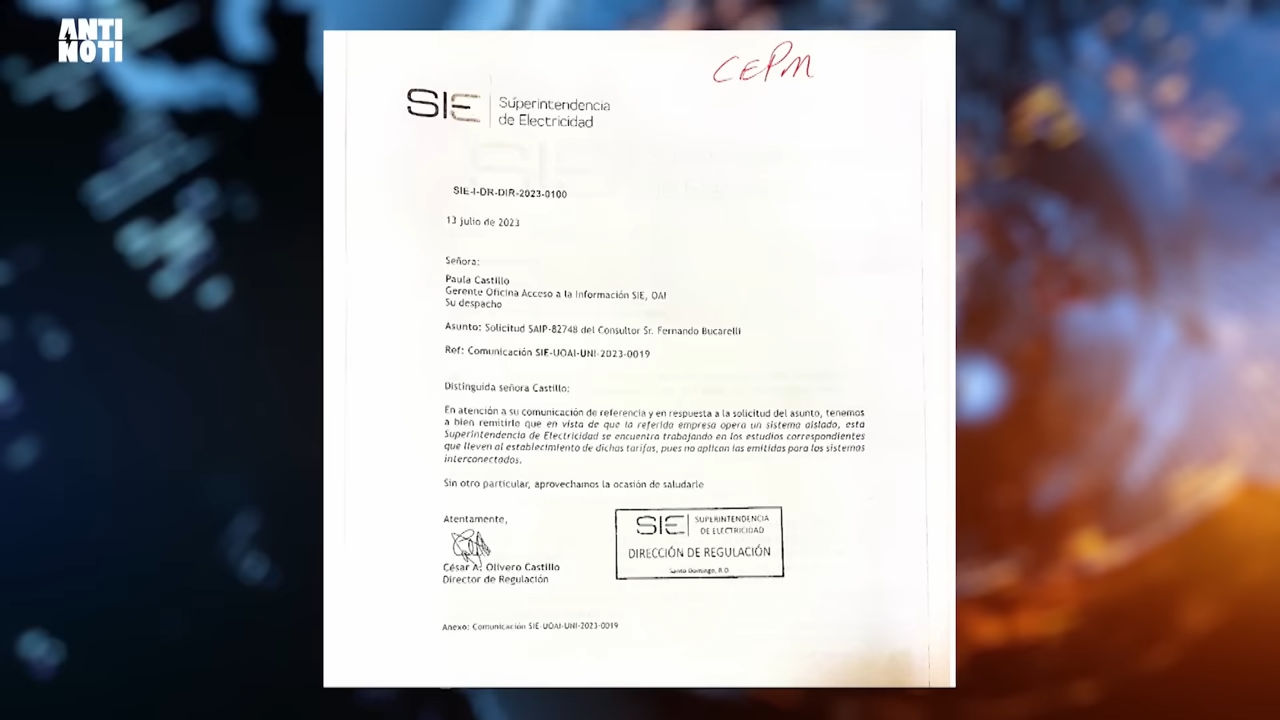 ANTI
NOTI
CEPM
SIE Superintendencia
de Electricidad
SIE-I-DR-DIR-2023-0100
13 julio de 2023
Señora:
Paula Castillo
Gerente Oficina Acceso a la Información SIE, OAI
Su despacho
Asunto: Solicitud SAIP-82748 del Consultor Sr. Fernando Bucarelli
Ref: Comunicación SIE-UOAI-UNI-2023-0019
Distinguida señora Castillo:
En atención a su comunicación de referencia y en respuesta a la solicitud del asunto, tenemos
a bien remitirle que en vista de que la referida empresa opera un sistema aislado, esta
Superintendencia de Electricidad se encuentra trabajando en los estudios correspondientes
que lleven al establecimiento de dichas tarifas, pues no aplican las emitidas para los sistemas
interconectados.
Sin otro particular, aprovechamos la ocasión de saludarle
Atentamente,
César A. Olivero Castillo
Director de Regulación
SIE SUPERINTENDENCIA
DE ELECTRICIDAD
DIRECCIÓN DE REGULACIÓN
Santo Domingo, R.D.
Anexo: Comunicación SIE-UOAI-UNI-2023-0019